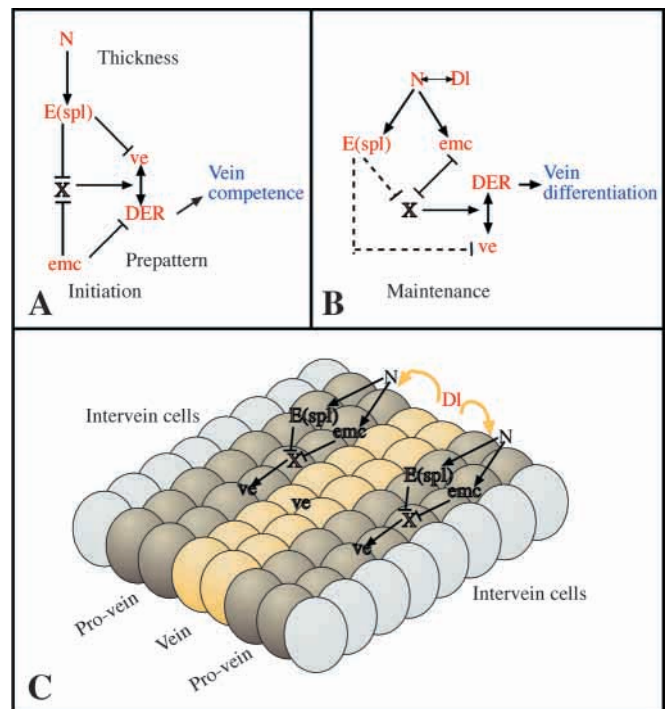 N
Thickness
E(spl)
ve
X
Vein
competence
DER
Prepattern
emc
Initiation
A
N
Dl
E(spl)
emc
DER
Vein
differentiation
X
ve
Maintenance
B
N
Dl
Intervein cells
E(spl)
N
emc
X
E(spl)
ve
emc
ve
X
ve
Intervein cells
Pro-vein
Vein
Pro-vein
C